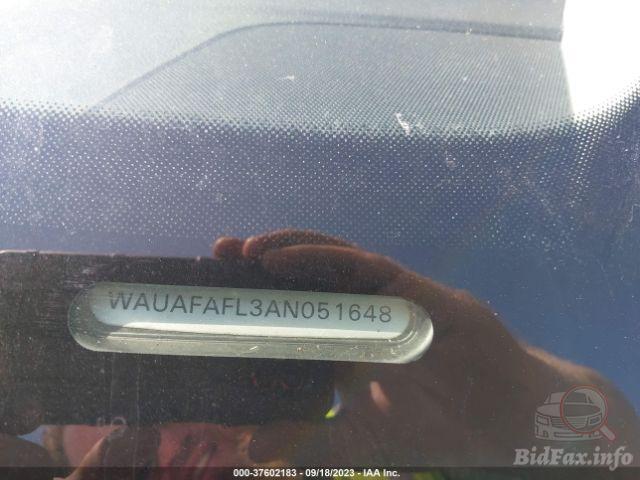 WAUAFAFL3AN051648
BidFax.info
000-37602183 - 09/18/2023 - IAA Inc.